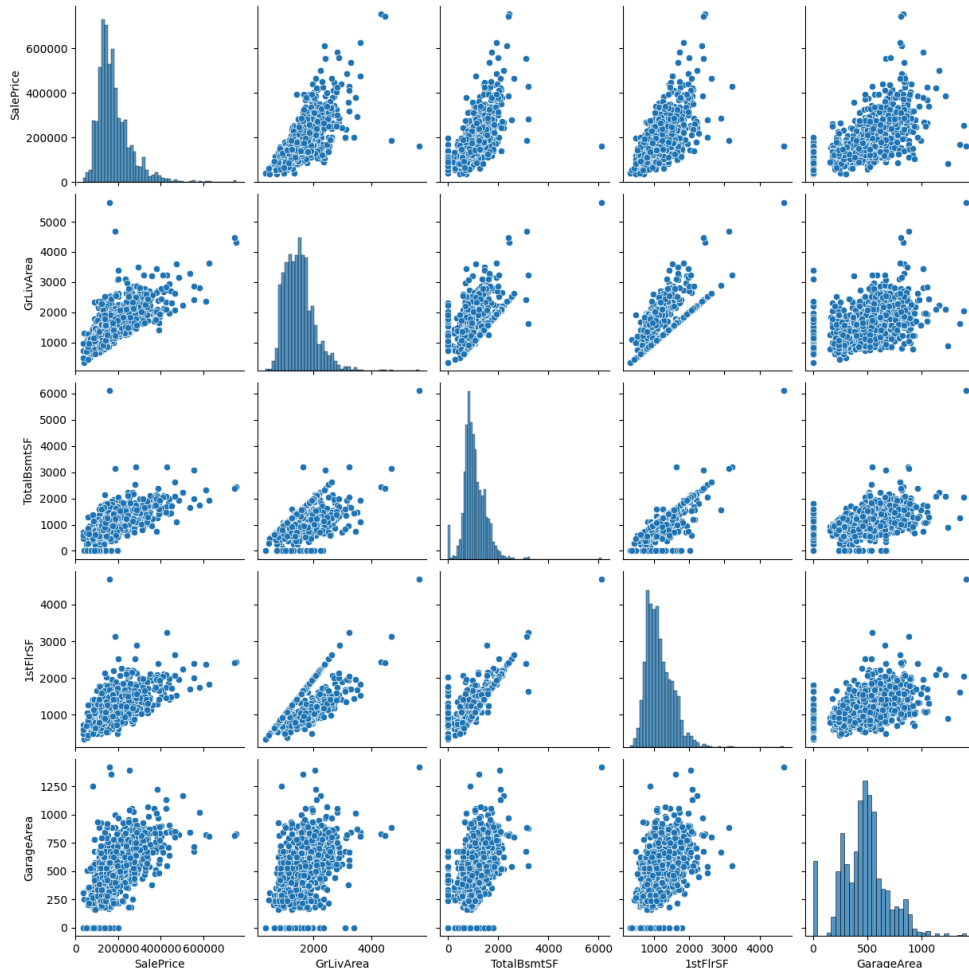 SalePrice
600000
400000
200000
0
GrLivArea
5000
4000
3000
2000
1000
TotalBsmtSF
6000
5000
4000
3000
2000
1000
0
1stFlrSF
4000
3000
2000
1000
GarageArea
1250
1000
750
500
250
0
0 200000 400000 600000
2000 4000
0 2000 4000 6000
1000 2000 3000 4000
0 500 1000
SalePrice GrLivArea TotalBsmtSF 1stFlrSF GarageArea